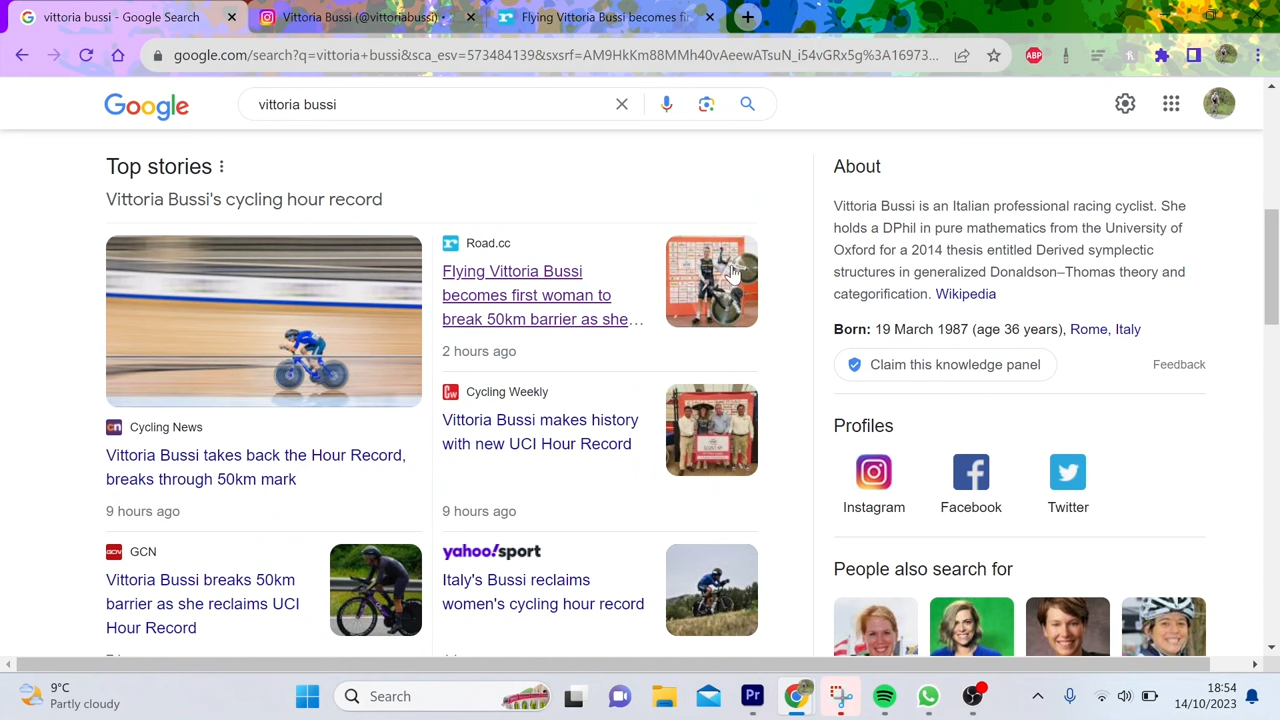 vittoria bussi - Google Search
Vittoria Bussi (@vittoriabussi) •
Flying Vittoria Bussi becomes fir
google.com/search?q=vittoria+bussi&sca_esv=573484139&sxsrf=AM9HkKm88MMh40vAeewATsuN_i54vGRx5g%3A16973...
ABP
Google
vittoria bussi
Top stories
Vittoria Bussi's cycling hour record
Cycling News
Vittoria Bussi takes back the Hour Record,
breaks through 50km mark
9 hours ago
GCN
Vittoria Bussi breaks 50km
barrier as she reclaims UCI
Hour Record
Road.cc
Flying Vittoria Bussi
becomes first woman to
break 50km barrier as she...
2 hours ago
Cycling Weekly
Vittoria Bussi makes history
with new UCI Hour Record
9 hours ago
yahoo!sport
Italy's Bussi reclaims
women's cycling hour record
About
Vittoria Bussi is an Italian professional racing cyclist. She
holds a DPhil in pure mathematics from the University of
Oxford for a 2014 thesis entitled Derived symplectic
structures in generalized Donaldson–Thomas theory and
categorification. Wikipedia
Born: 19 March 1987 (age 36 years), Rome, Italy
Claim this knowledge panel
Feedback
Profiles
Instagram
Facebook
Twitter
People also search for
9°C
Partly cloudy
Search
Pr
18:54
14/10/2023